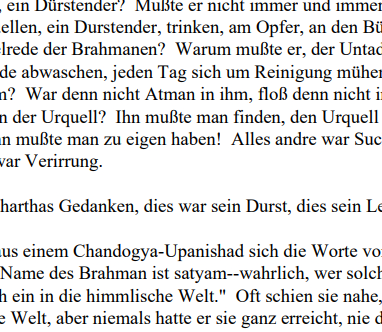 , ein Dürstender?  Mußte er nicht immer und imme
ellen, ein Durstender, trinken, am Opfer, an den Bü
elrede der Brahmanen?  Warum mußte er, der Untad
de abwaschen, jeden Tag sich um Reinigung mühen
n?  War denn nicht Atman in ihm, floß denn nicht in
n der Urquell?  Ihn mußte man finden, den Urquell
n mußte man zu eigen haben!  Alles andre war Suc
war Verirrung.
harthas Gedanken, dies war sein Durst, dies sein Le
aus einem Chandogya-Upanishad sich die Worte vo
Name des Brahman ist satyam--wahrlich, wer solch
h ein in die himmlische Welt."  Oft schien sie nahe,
e Welt, aber niemals hatte er sie ganz erreicht, nie d